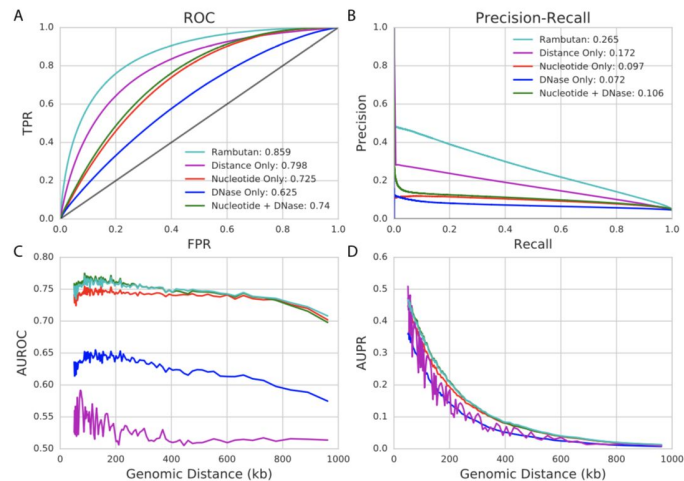 A
ROC
1.0
0.8
0.6
0.4
0.2
0.0
TPR
Rambutan: 0.859
Distance Only: 0.798
Nucleotide Only: 0.725
DNase Only: 0.625
Nucleotide + DNase: 0.74
0.0 0.2 0.4 0.6 0.8 1.0
FPR
B
Precision-Recall
1.0
0.8
0.6
0.4
0.2
0.0
Precision
Rambutan: 0.265
Distance Only: 0.172
Nucleotide Only: 0.097
DNase Only: 0.072
Nucleotide + DNase: 0.106
0.0 0.2 0.4 0.6 0.8 1.0
Recall
C
0.80
0.75
0.70
0.65
0.60
0.55
0.50
AUROC
0 200 400 600 800 1000
Genomic Distance (kb)
D
0.6
0.5
0.4
0.3
0.2
0.1
0.0
AUPR
0 200 400 600 800 1000
Genomic Distance (kb)